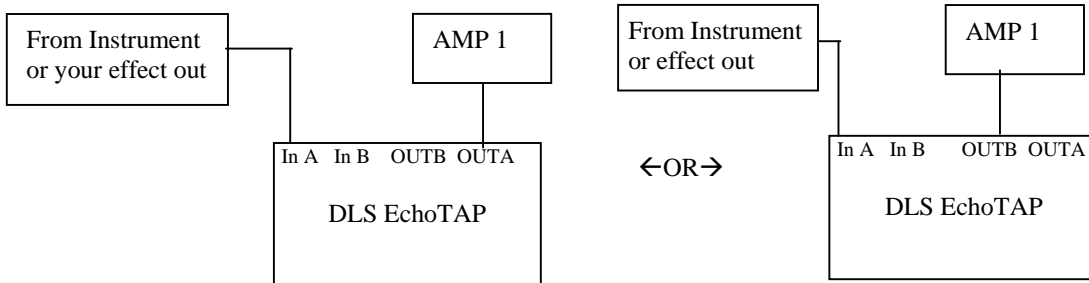 From Instrument
or your effect out
AMP 1
In A In B OUTB OUTA
DLS EchoTAP
←OR→
From Instrument
or effect out
AMP 1
In A In B OUTB OUTA
DLS EchoTAP